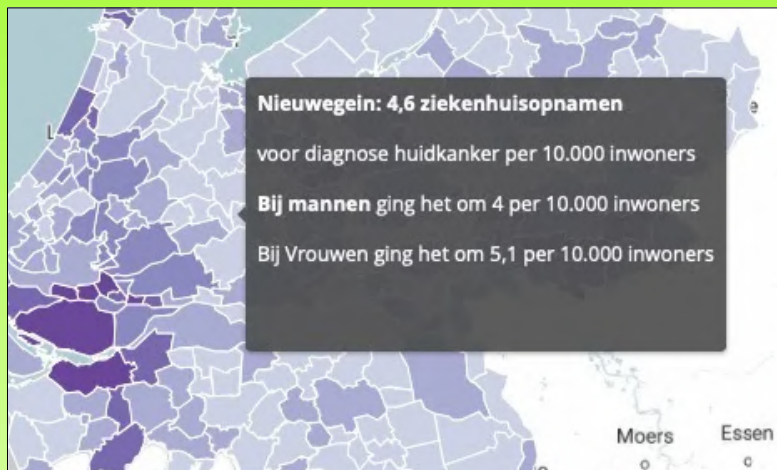 Nieuwegein: 4,6 ziekenhuisopnamen
voor diagnose huidkanker per 10.000 inwoners
Bij mannen ging het om 4 per 10.000 inwoners
Bij Vrouwen ging het om 5,1 per 10.000 inwoners
Moers
Essen